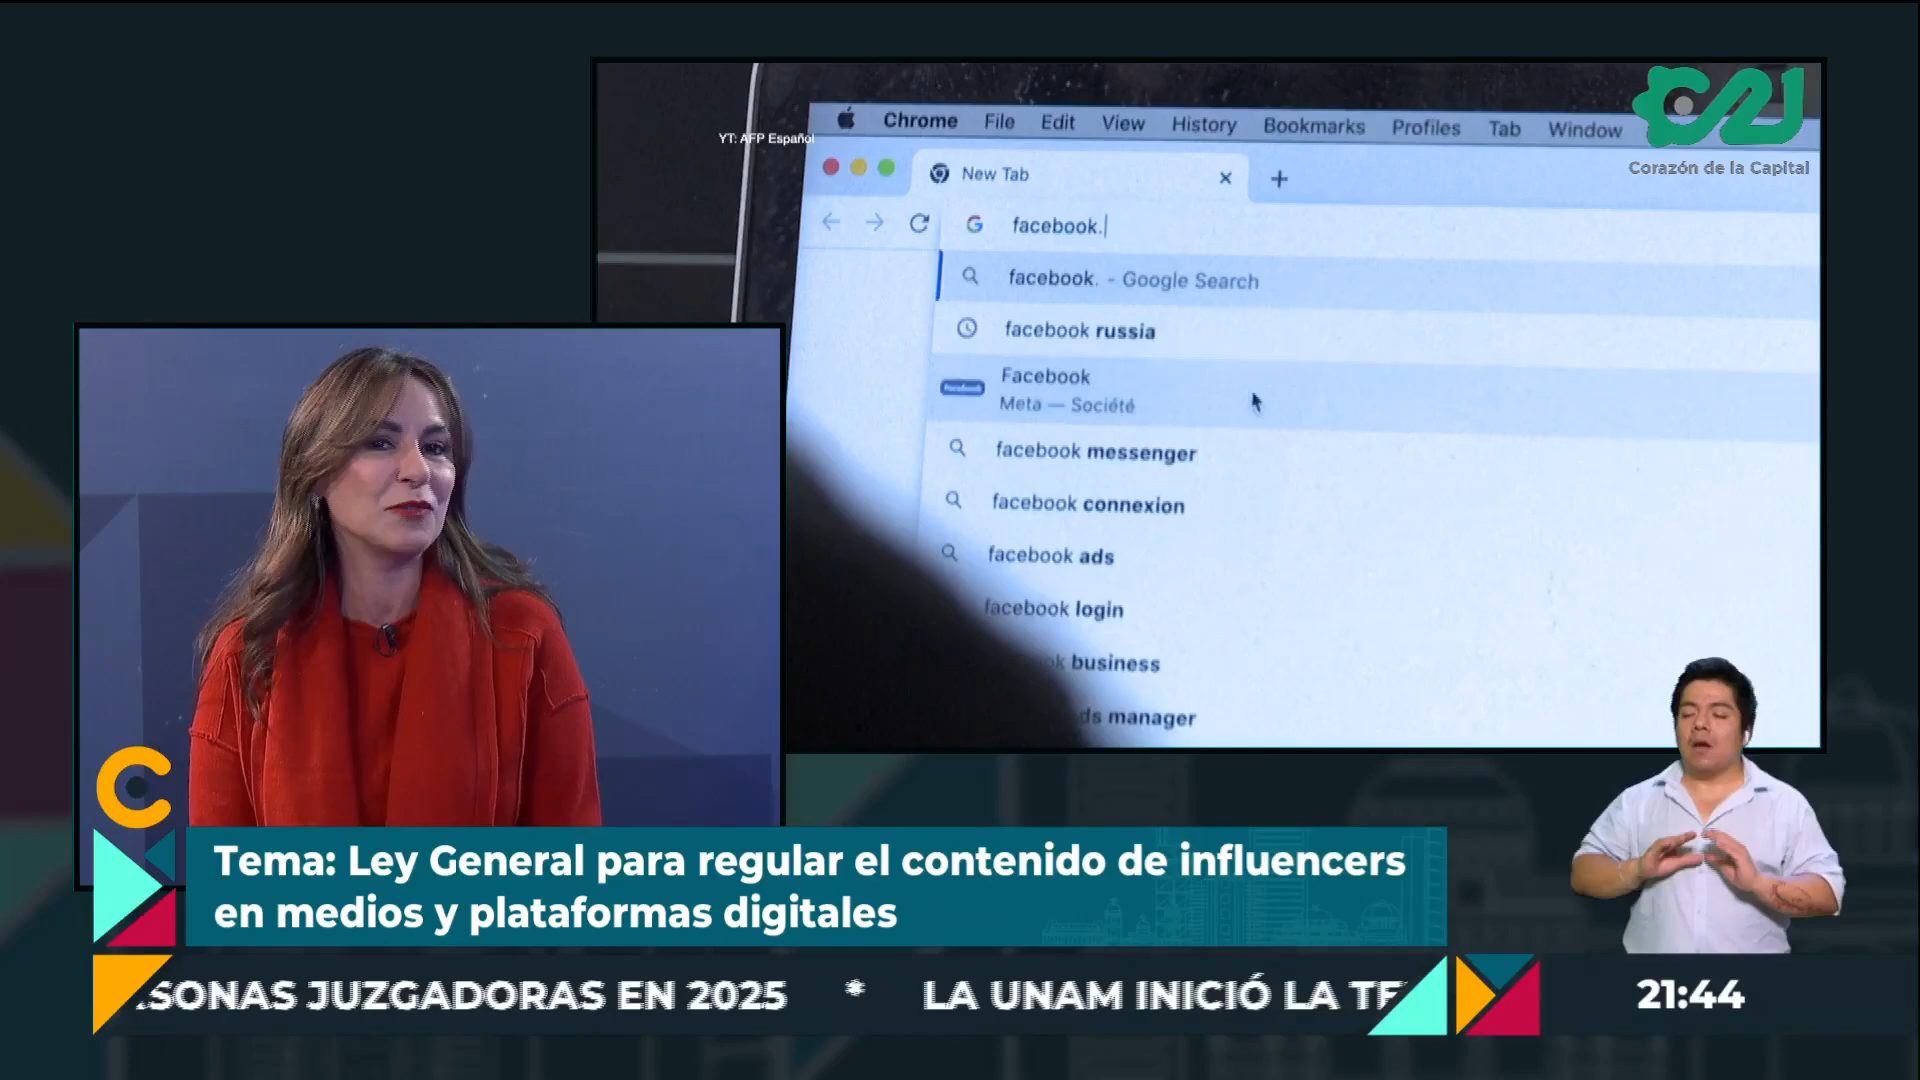 YT: AFP Español
Chrome File Edit View History Bookmarks Profiles Tab Window
C21
Corazón de la Capital
New Tab
facebook.
facebook. - Google Search
facebook russia
Facebook
Meta — Société
facebook messenger
facebook connexion
facebook ads
facebook login
business
manager
Tema: Ley General para regular el contenido de influencers
en medios y plataformas digitales
SONAS JUZGADORAS EN 2025 * LA UNAM INICIÓ LA TE
21:44